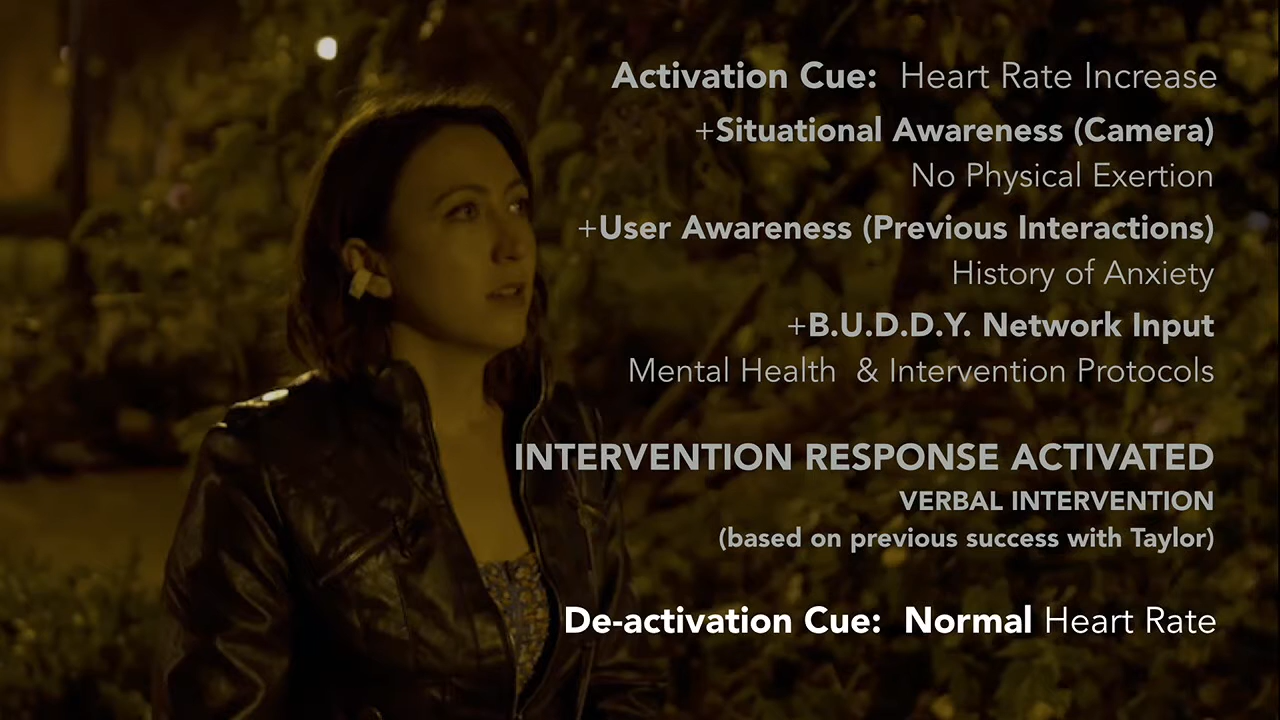 Activation Cue: Heart Rate Increase
+Situational Awareness (Camera)
No Physical Exertion
+User Awareness (Previous Interactions)
History of Anxiety
+B.U.D.D.Y. Network Input
Mental Health & Intervention Protocols
INTERVENTION RESPONSE ACTIVATED
VERBAL INTERVENTION
(based on previous success with Taylor)
De-activation Cue: Normal Heart Rate